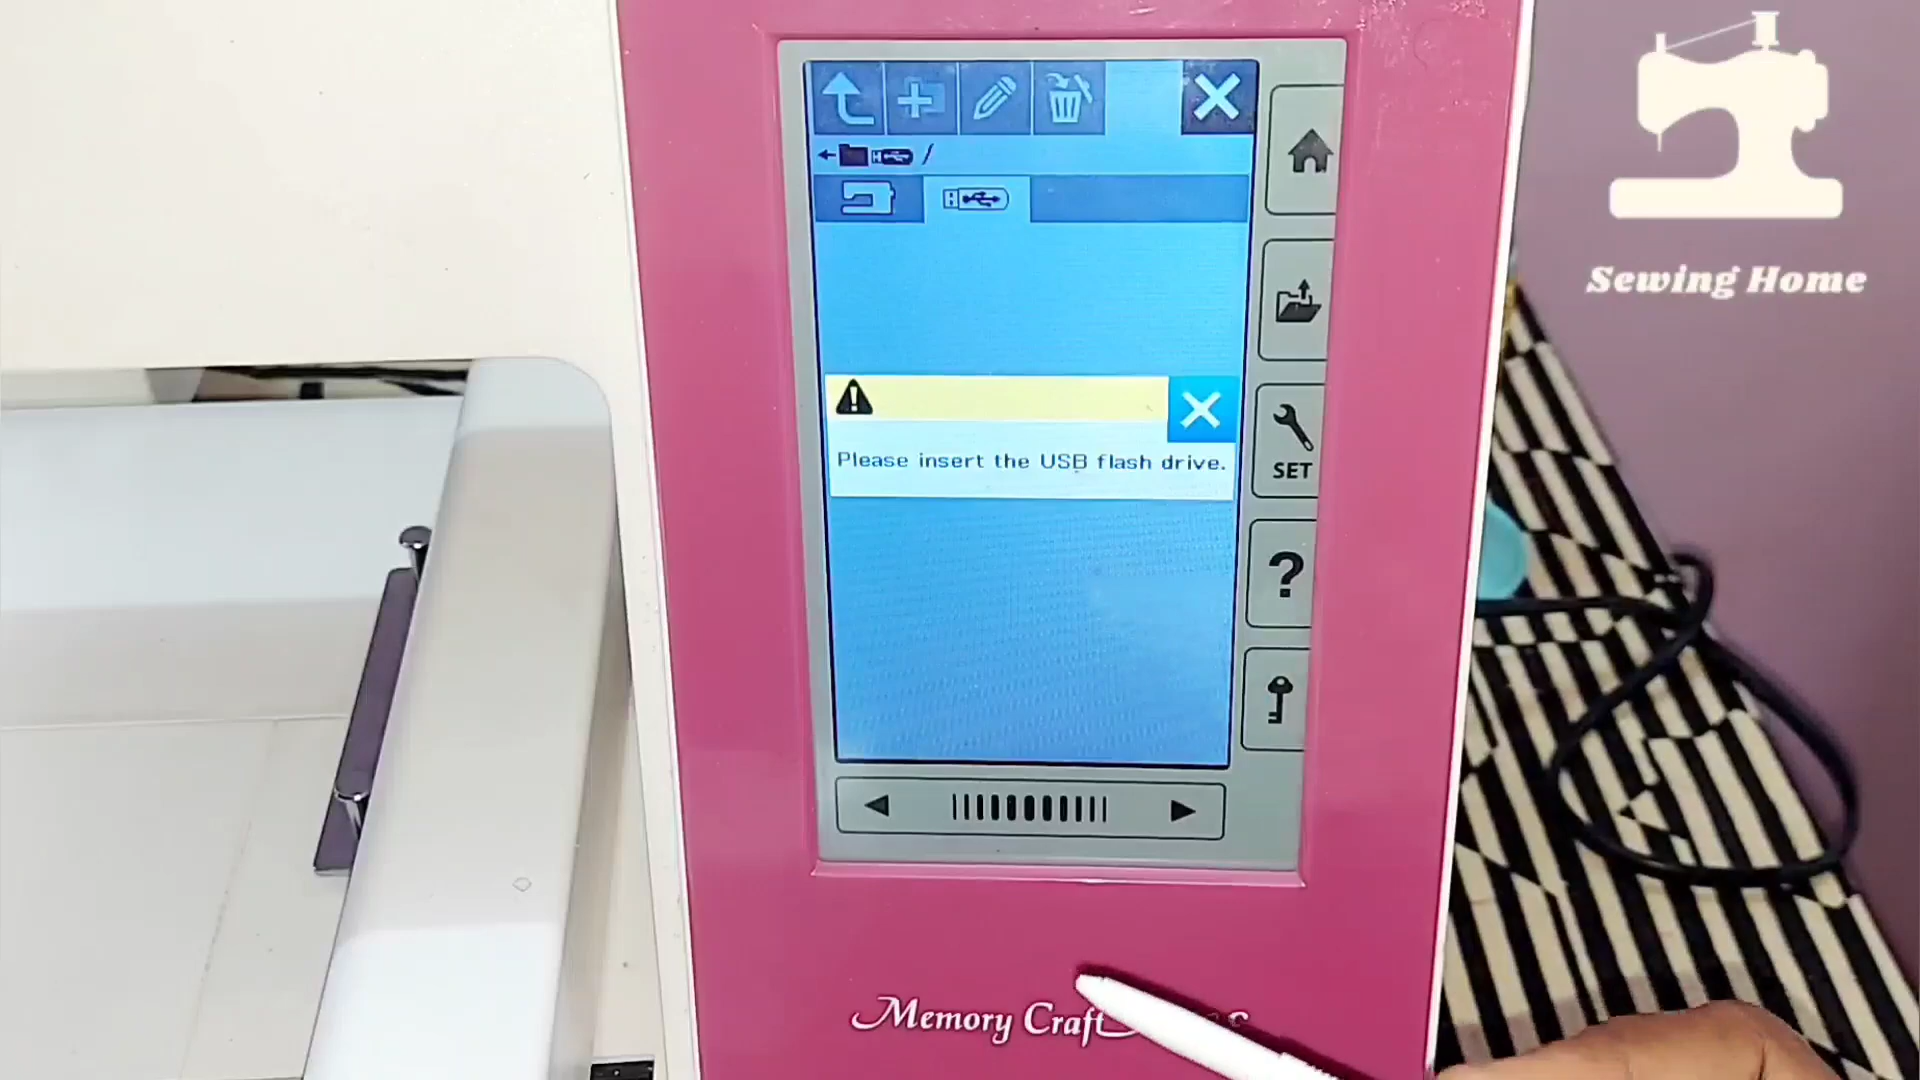 Sewing Home
Please insert the USB flash drive.
SET
?
Memory Craft